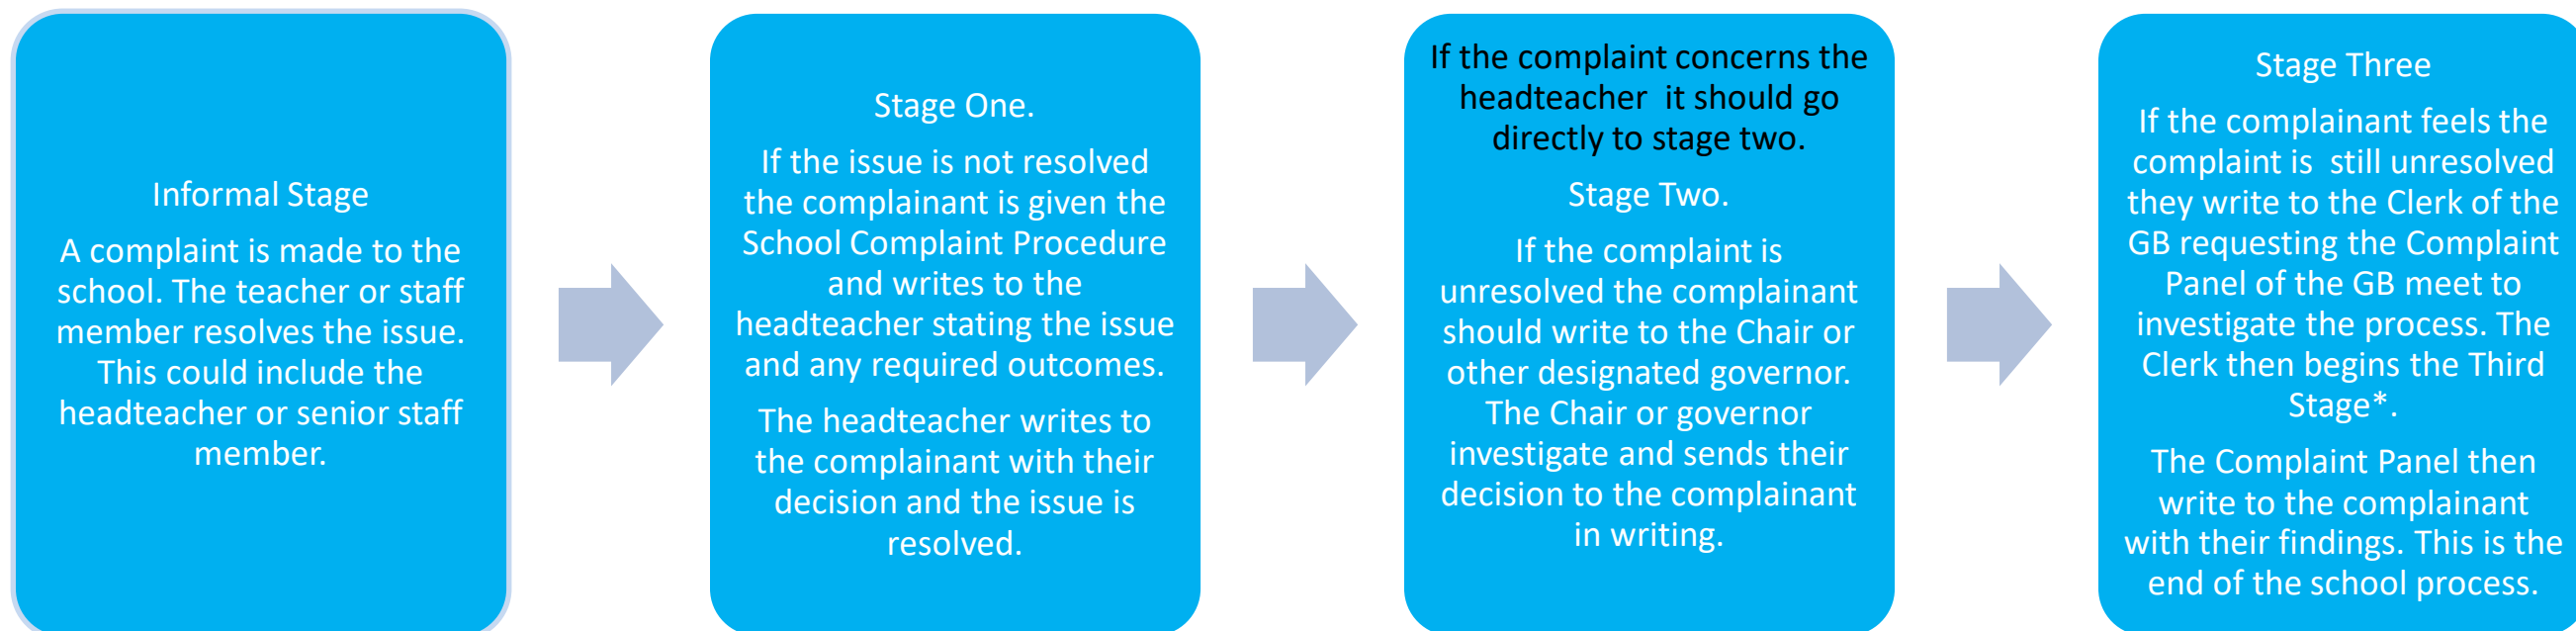 Informal Stage
A complaint is made to the
school. The teacher or staff
member resolves the issue.
This could include the
headteacher or senior staff
member.
Stage One.
If the issue is not resolved
the complainant is given the
School Complaint Procedure
and writes to the
headteacher stating the issue
and any required outcomes.
The headteacher writes to
the complainant with their
decision and the issue is
resolved.
If the complaint concerns the
headteacher it should go
directly to stage two.
Stage Two.
If the complaint is
unresolved the complainant
should write to the Chair or
other designated governor.
The Chair or governor
investigate and sends their
decision to the complainant
in writing.
Stage Three
If the complainant feels the
complaint is still unresolved
they write to the Clerk of the
GB requesting the Complaint
Panel of the GB meet to
investigate the process. The
Clerk then begins the Third
Stage*.
The Complaint Panel then
write to the complainant
with their findings. This is the
end of the school process.